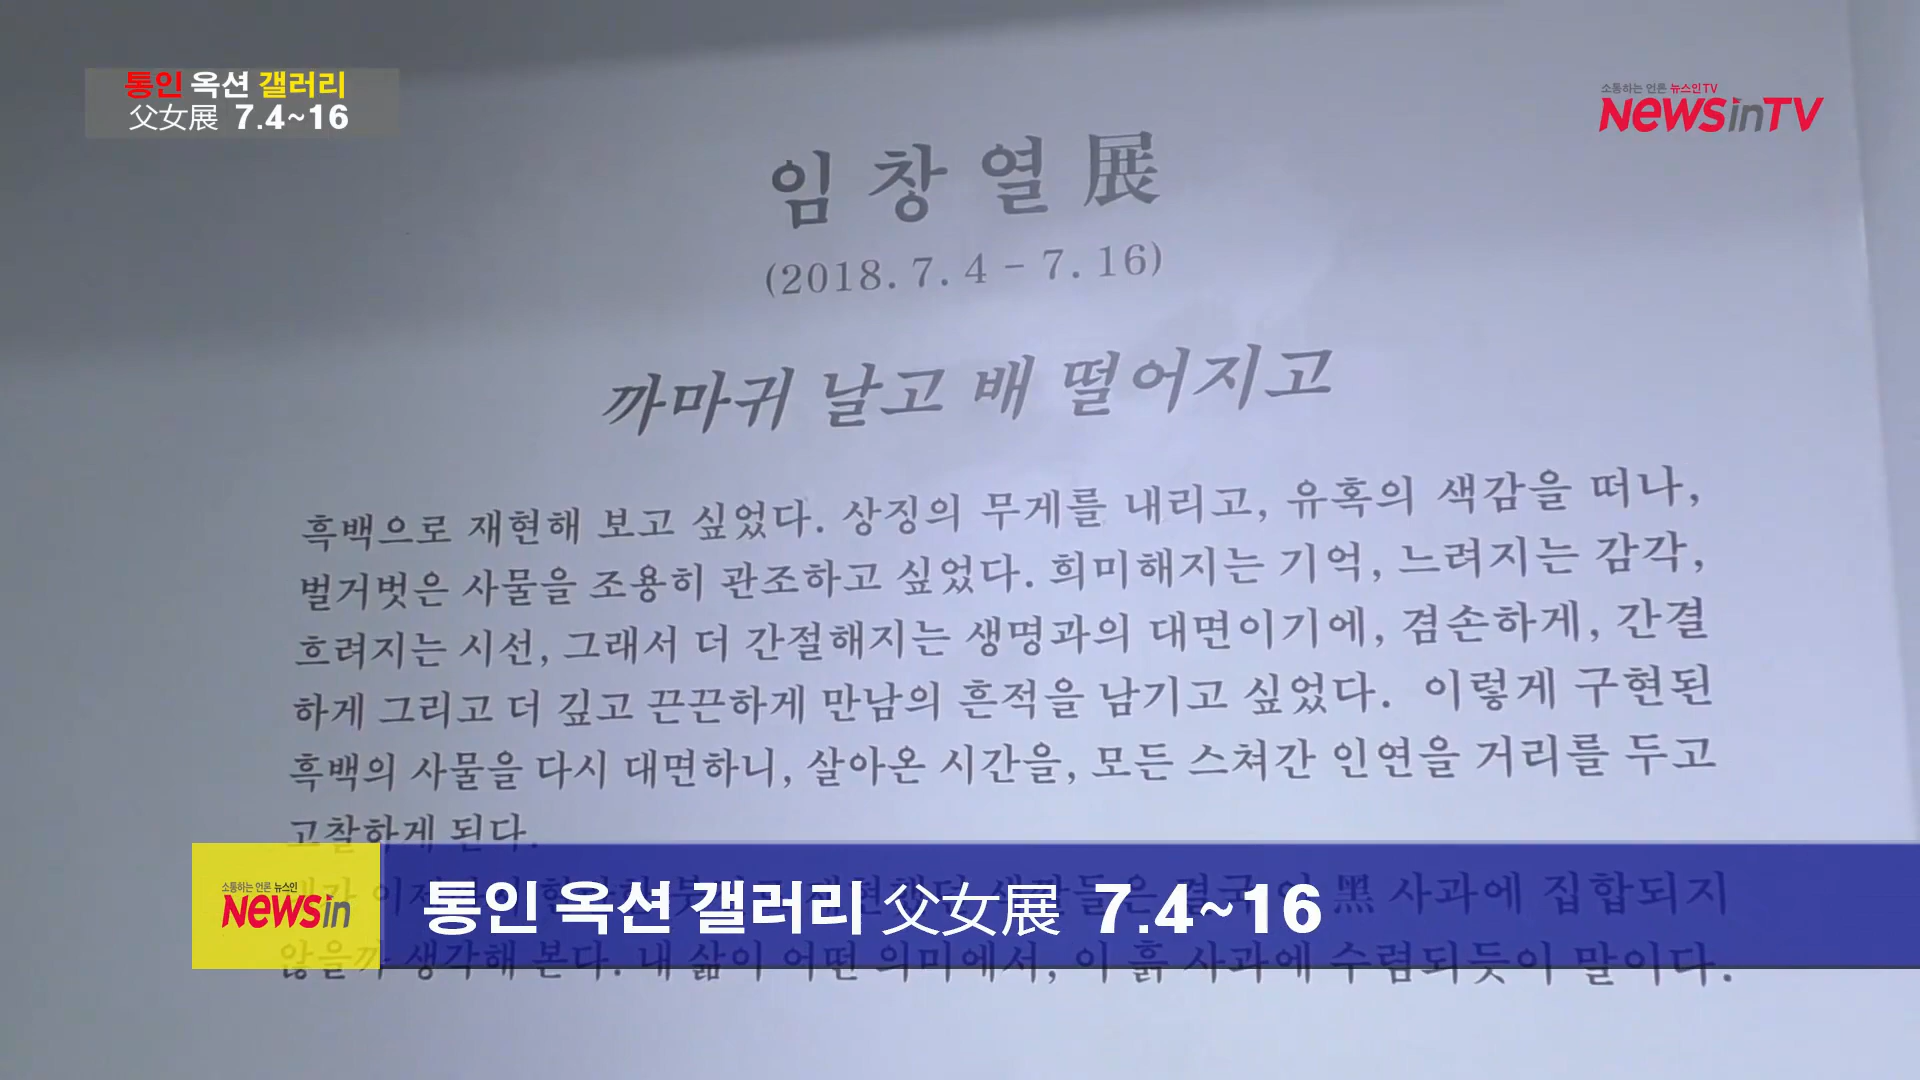 통인 옥션 갤러리
父女展 7.4~16
소통하는 언론 뉴스인TV
NEWSinTV
임창열展
(2018. 7. 4 - 7. 16)
까마귀 날고 배 떨어지고
흑백으로 재현해 보고 싶었다. 상징의 무게를 내리고, 유혹의 색감을 떠나,
벌거벗은 사물을 조용히 관조하고 싶었다. 희미해지는 기억, 느려지는 감각,
흐려지는 시선, 그래서 더 간절해지는 생명과의 대면이기에, 겸손하게, 간결
하게 그리고 더 깊고 끈끈하게 만남의 흔적을 남기고 싶었다. 이렇게 구현된
흑백의 사물을 다시 대면하니, 살아온 시간을, 모든 스쳐간 인연을 거리를 두고
고찰하게 된다.
黑 사과에 집합되지
않을까 생각해 본다. 내 삶이 어떤 의미에서, 이 흙 사과에 수렴되듯이 말이다.
소통하는 언론 뉴스인
NEWSin
통인 옥션 갤러리 父女展 7.4~16